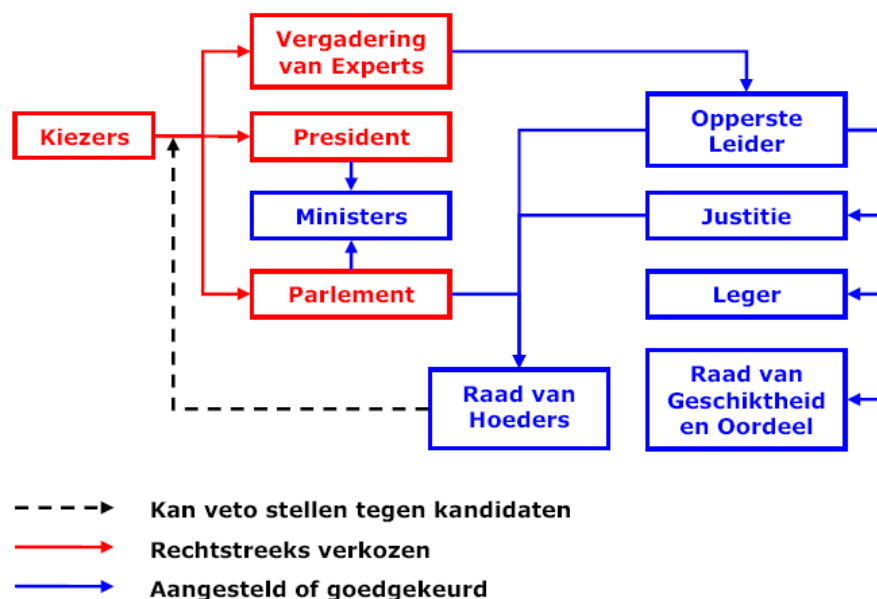 Vergadering
van Experts
Kiezers
President
Opperste
Leider
Ministers
Justitie
Parlement
Leger
Raad van
Hoeders
Raad van
Geschiktheid
en Oordeel
Kan veto stellen tegen kandidaten
Rechtstreeks verkozen
Aangesteld of goedgekeurd